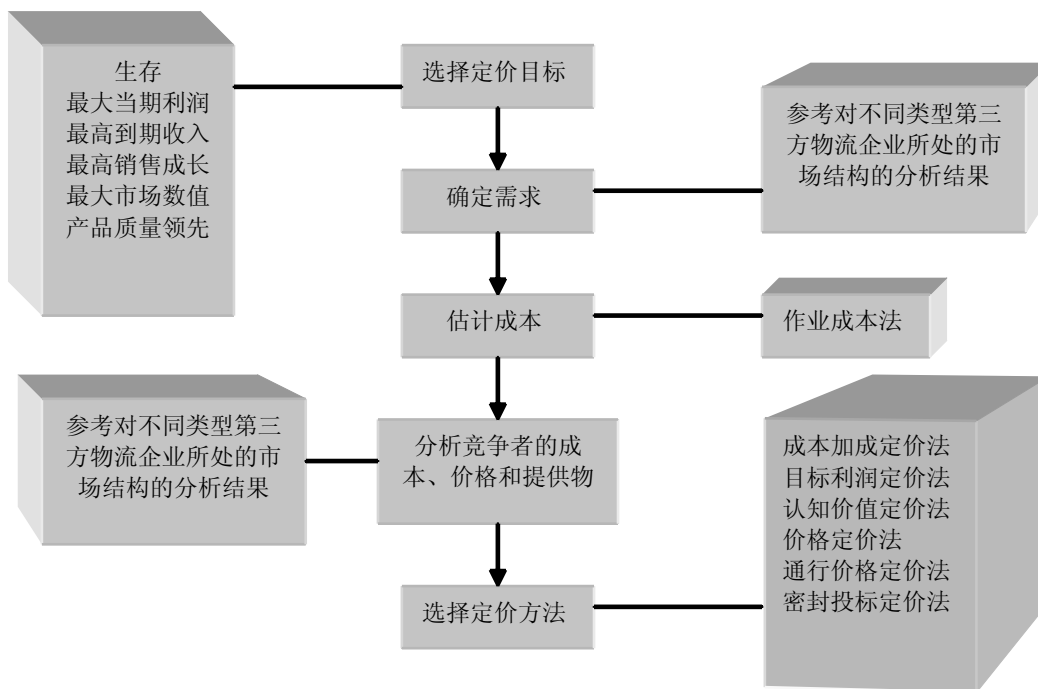 生存
最大当期利润
最高到期收入
最高销售成长
最大市场数值
产品质量领先
选择定价目标
参考对不同类型第三
方物流企业所处的市
场结构的分析结果
确定需求
估计成本
作业成本法
参考对不同类型第三
方物流企业所处的市
场结构的分析结果
分析竞争者的成
本、价格和提供物
成本加成定价法
目标利润定价法
认知价值定价法
价格定价法
通行价格定价法
密封投标定价法
选择定价方法